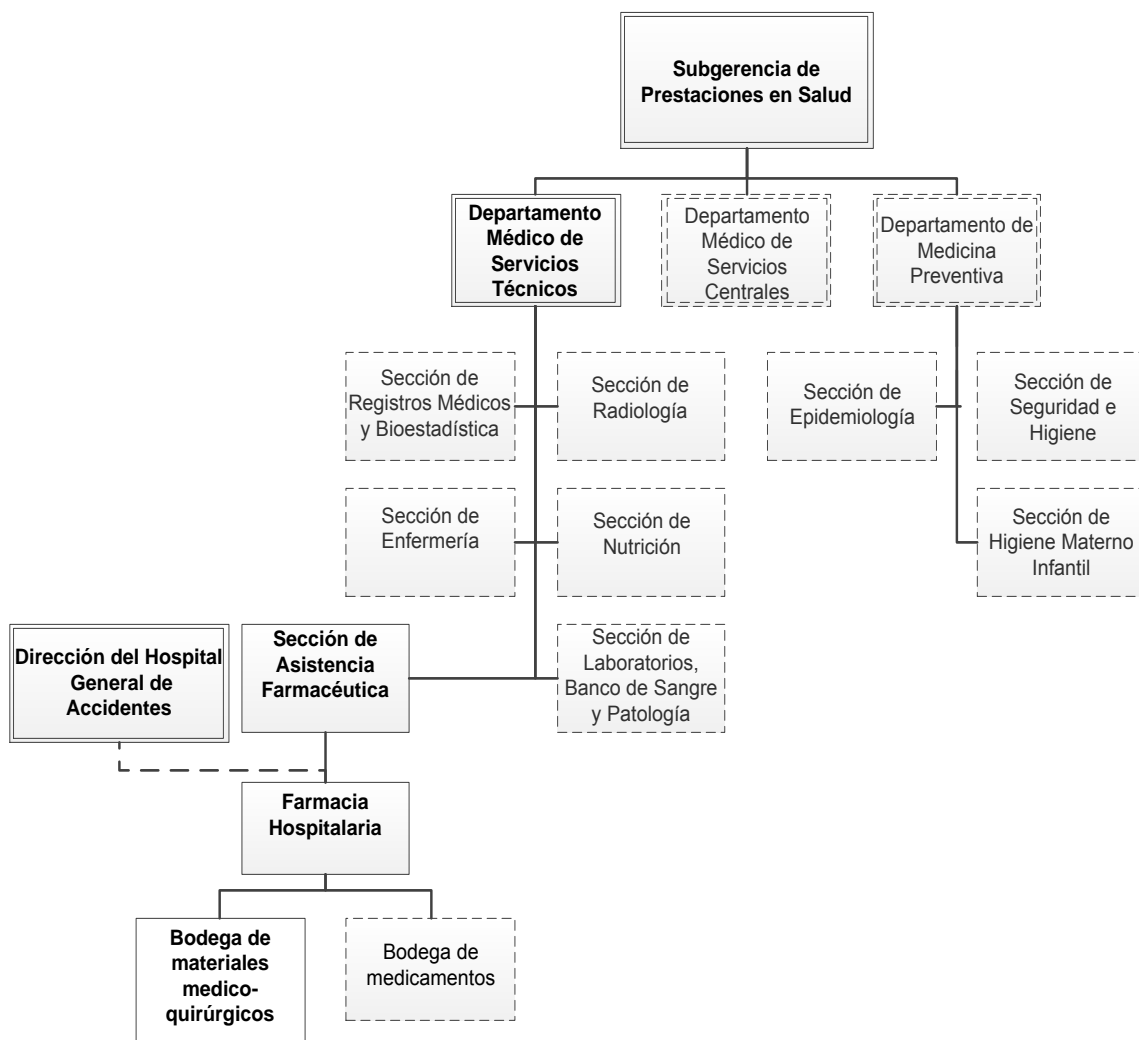 Subgerencia de
Prestaciones en Salud
Departamento
Médico de
Servicios
Técnicos
Departamento
Médico de
Servicios
Centrales
Departamento de
Medicina
Preventiva
Sección de
Registros Médicos
y Bioestadística
Sección de
Radiología
Sección de
Epidemiología
Sección de
Seguridad e
Higiene
Sección de
Enfermería
Sección de
Nutrición
Sección de
Higiene Materno
Infantil
Dirección del Hospital
General de
Accidentes
Sección de
Asistencia
Farmacéutica
Sección de
Laboratorios,
Banco de Sangre
y Patología
Farmacia
Hospitalaria
Bodega de
materiales
medico-
quirúrgicos
Bodega de
medicamentos